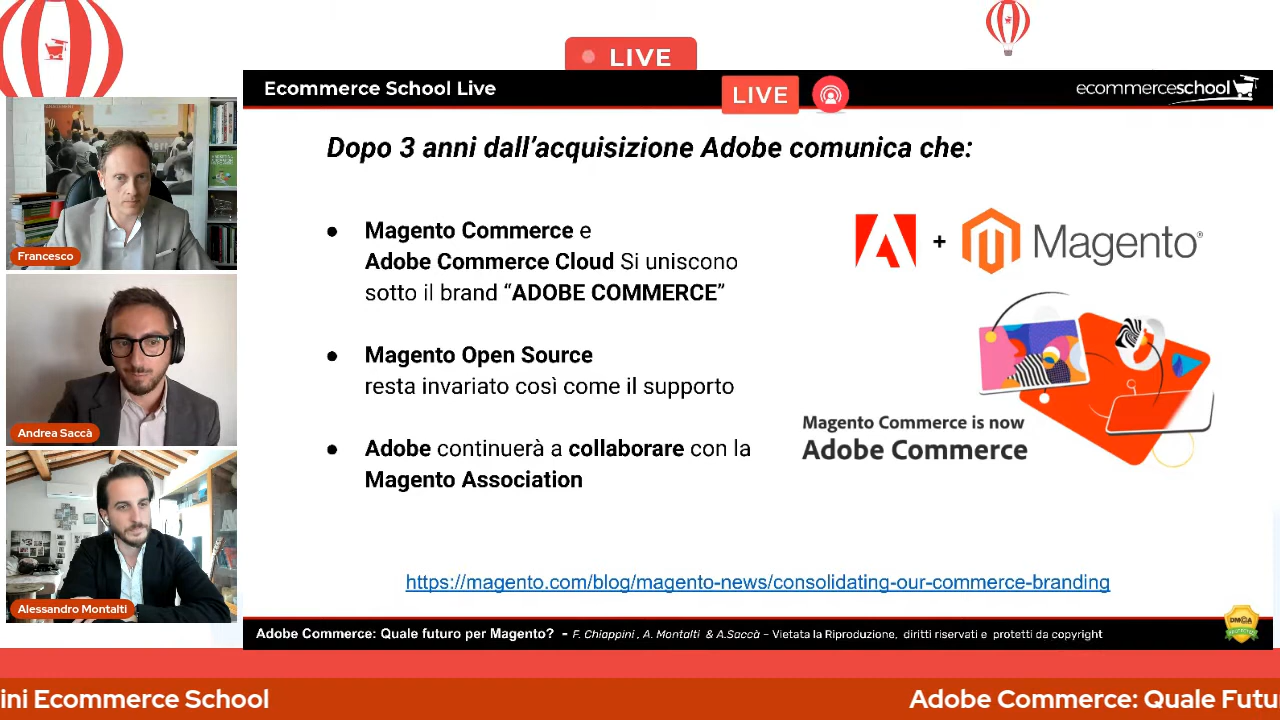 LIVE
Ecommerce School Live
LIVE
ecommerceschool
Dopo 3 anni dall'acquisizione Adobe comunica che:
● Magento Commerce e
Adobe Commerce Cloud Si uniscono
sotto il brand “ADOBE COMMERCE”
● Magento Open Source
resta invariato così come il supporto
● Adobe continuerà a collaborare con la
Magento Association
+ Magento®
Magento Commerce is now
Adobe Commerce
https://magento.com/blog/magento-news/consolidating-our-commerce-branding
Francesco
Andrea Saccà
Alessandro Montalti
Adobe Commerce: Quale futuro per Magento? - F. Chiappini , A. Montalti & A.Saccà - Vietata la Riproduzione, diritti riservati e protetti da copyright
DMCA
ini Ecommerce School
Adobe Commerce: Quale Futu